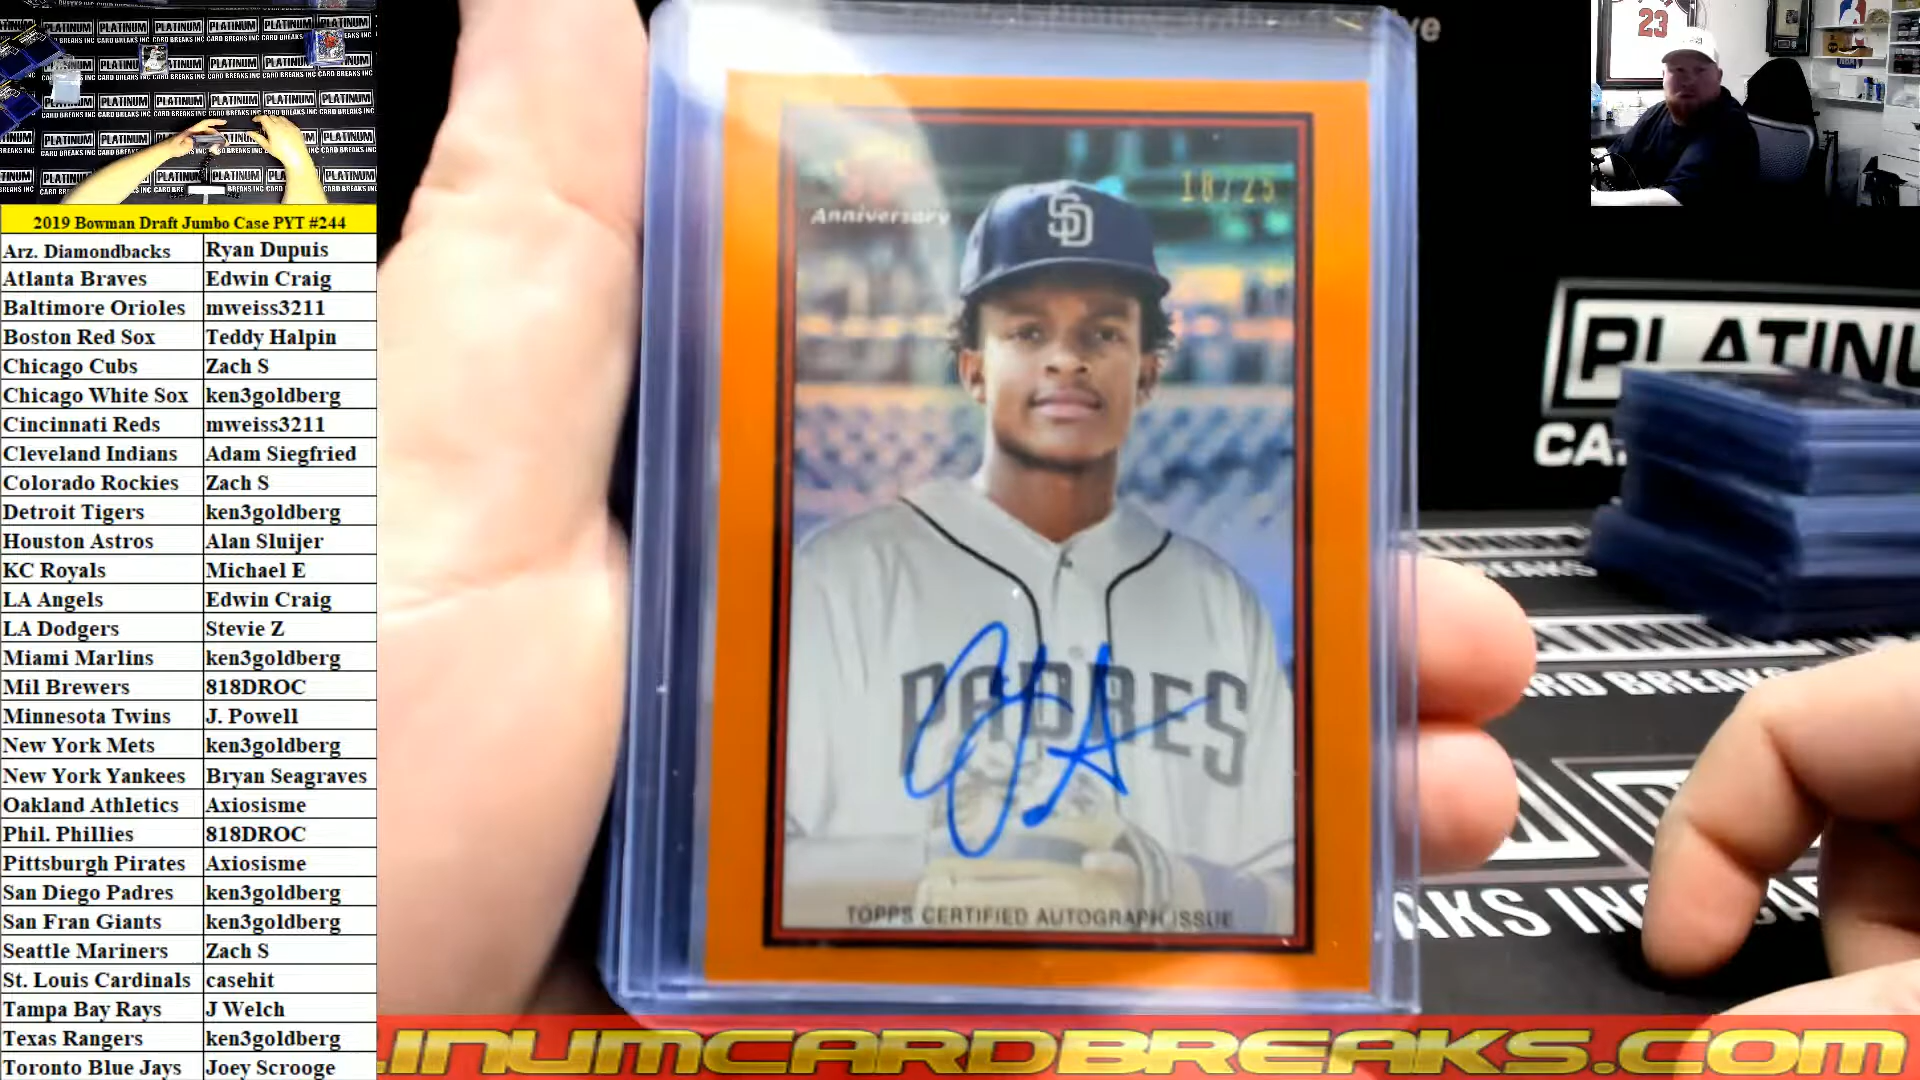 2019 Bowman Draft Jumbo Case PYT #244
Arz. Diamondbacks Ryan Dupuis
Atlanta Braves Edwin Craig
Baltimore Orioles mweiss3211
Boston Red Sox Teddy Halpin
Chicago Cubs Zach S
Chicago White Sox ken3goldberg
Cincinnati Reds mweiss3211
Cleveland Indians Adam Siegfried
Colorado Rockies Zach S
Detroit Tigers ken3goldberg
Houston Astros Alan Sluijer
KC Royals Michael E
LA Angels Edwin Craig
LA Dodgers Stevie Z
Miami Marlins ken3goldberg
Mil Brewers 818DROC
Minnesota Twins J. Powell
New York Mets ken3goldberg
New York Yankees Bryan Seagraves
Oakland Athletics Axiosisme
Phil. Phillies 818DROC
Pittsburgh Pirates Axiosisme
San Diego Padres ken3goldberg
San Fran Giants ken3goldberg
Seattle Mariners Zach S
St. Louis Cardinals casehit
Tampa Bay Rays J Welch
Texas Rangers ken3goldberg
Toronto Blue Jays Joey Scrooge
Anniversary
SD
PADRES
TOPPS CERTIFIED AUTOGRAPH ISSUE
23
PLATINU
CA
AKS INC
LINUMCARDBREAKS.COM